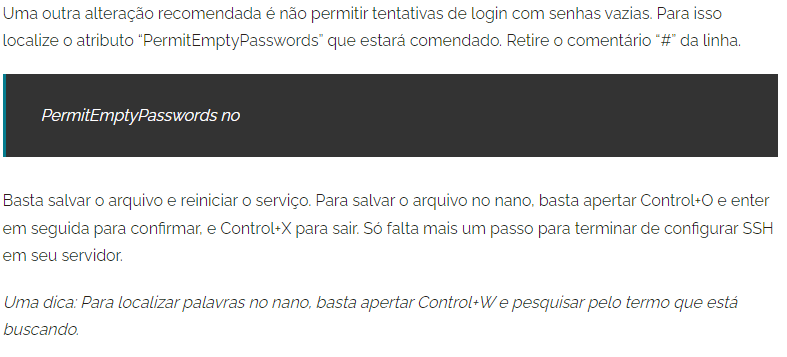 Uma outra alteração recomendada é não permitir tentativas de login com senhas vazias. Para isso
localize o atributo “PermitEmptyPasswords” que estará comendado. Retire o comentário “#” da linha.
PermitEmptyPasswords no
Basta salvar o arquivo e reiniciar o serviço. Para salvar o arquivo no nano, basta apertar Control+O e enter
em seguida para confirmar, e Control+X para sair. Só falta mais um passo para terminar de configurar SSH
em seu servidor.
Uma dica: Para localizar palavras no nano, basta apertar Control+W e pesquisar pelo termo que está
buscando.